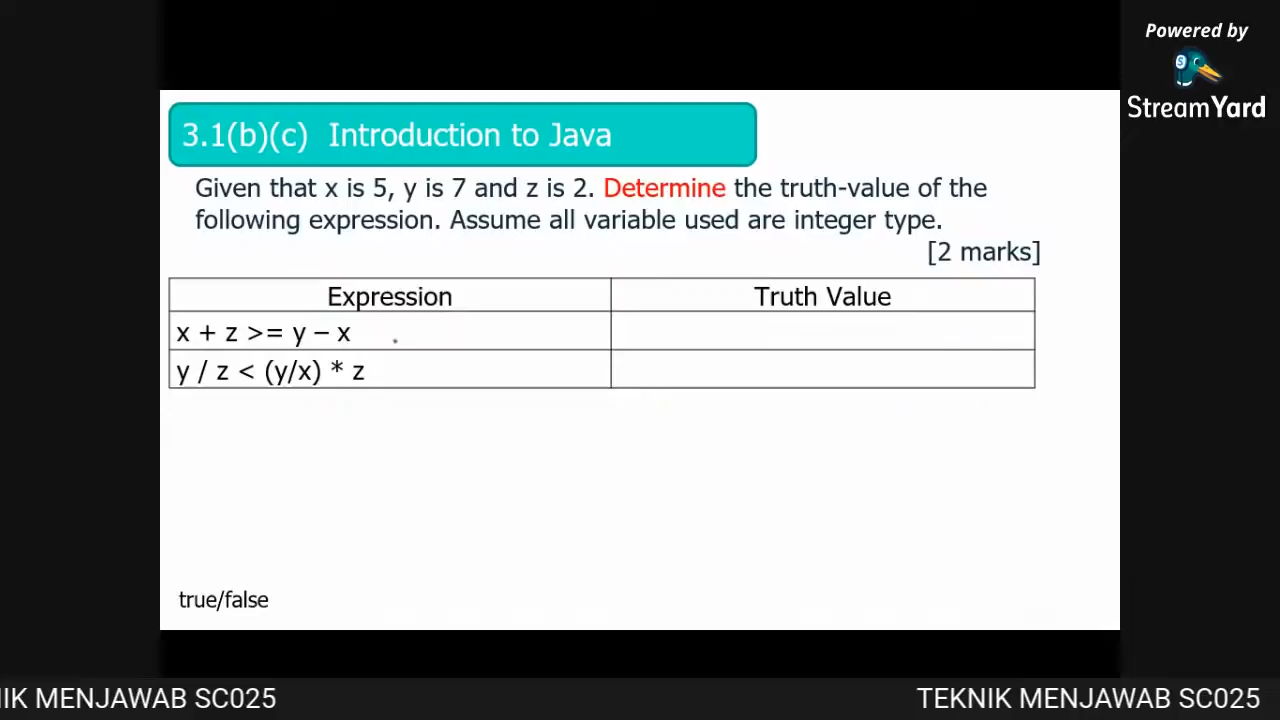 Powered by
StreamYard
3.1(b)(c) Introduction to Java
Given that x is 5, y is 7 and z is 2. Determine the truth-value of the
following expression. Assume all variable used are integer type.
[2 marks]
Expression Truth Value
x + z >= y – x
y / z < (y/x) * z
true/false
NIK MENJAWAB SC025 TEKNIK MENJAWAB SC025